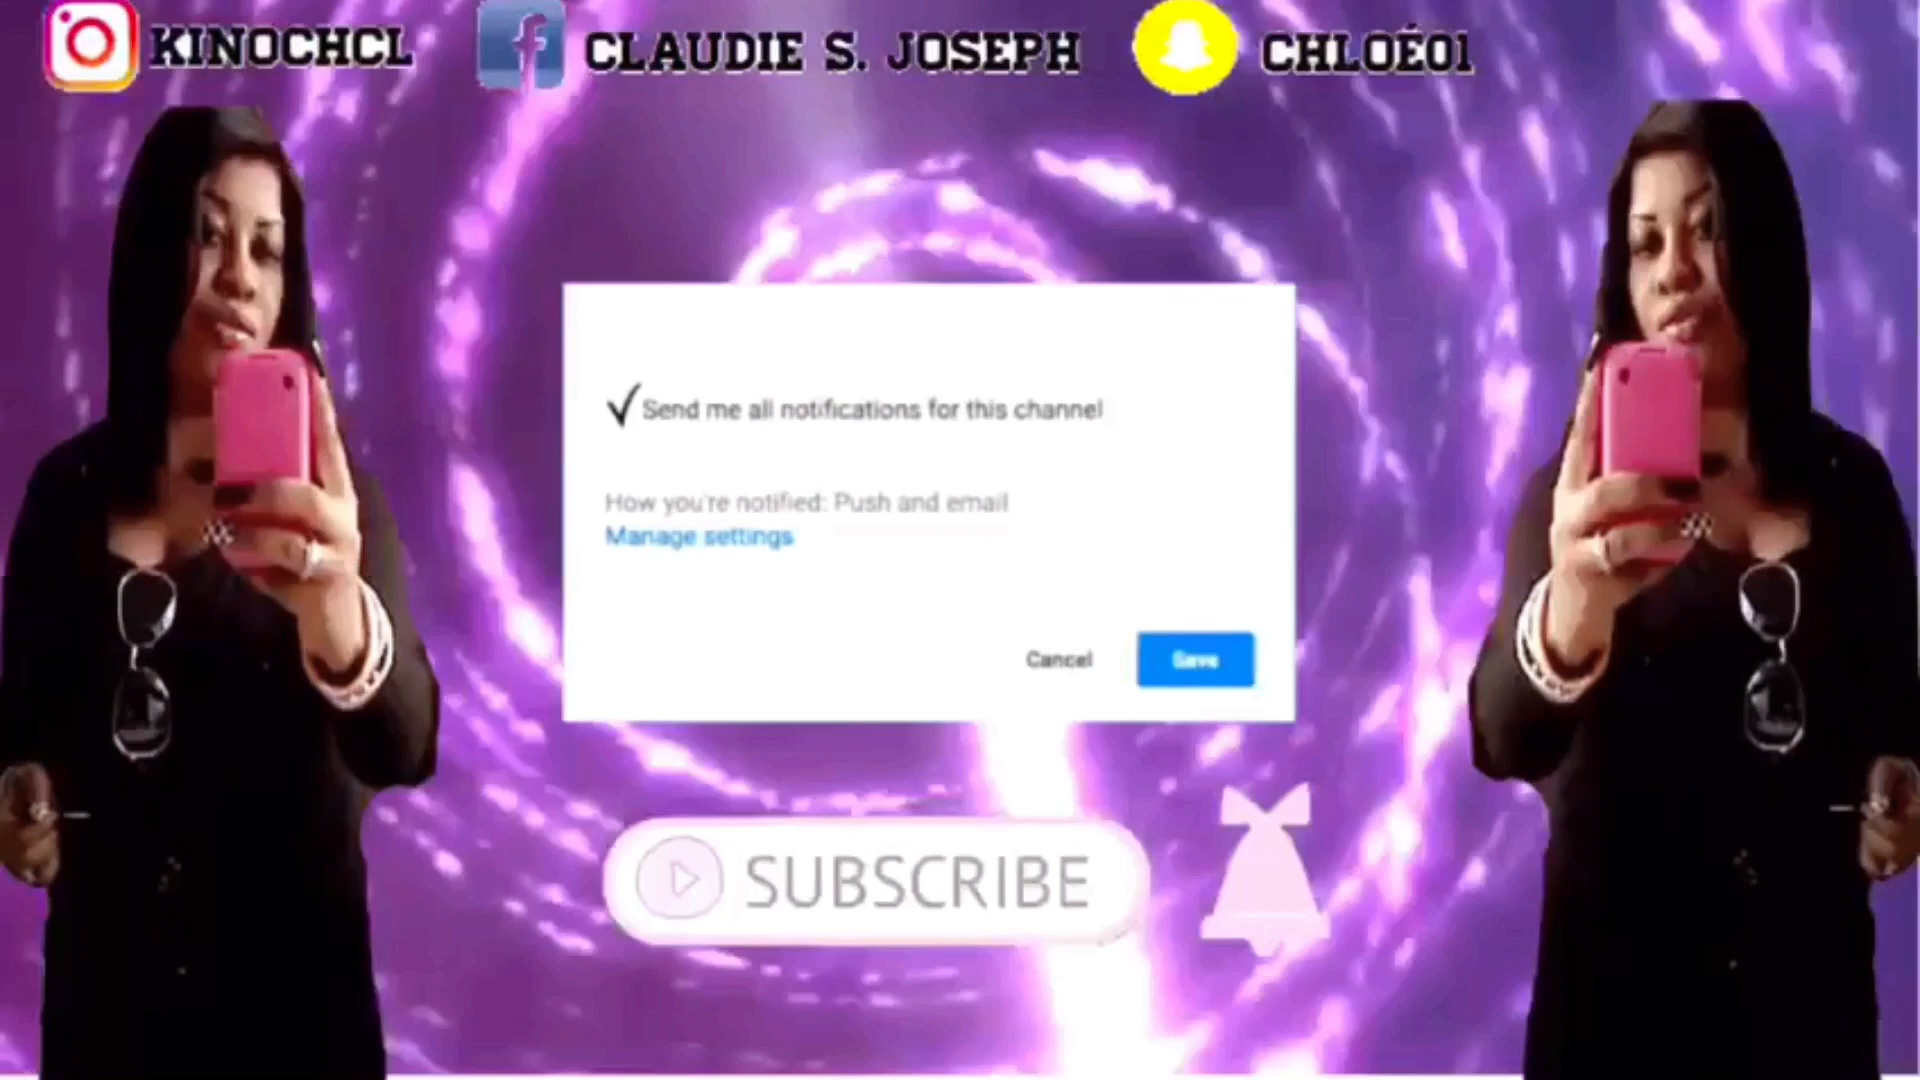 KINOCHCL
CLAUDIE S. JOSEPH
CHLOÉ01
Send me all notifications for this channel
How you're notified: Push and email
Manage settings
Cancel
Save
SUBSCRIBE